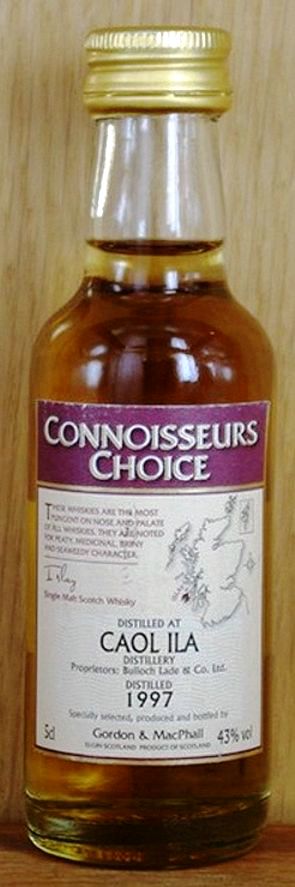 CONNOISSEURS
CHOICE
THESE WHISKIES ARE THE MOST
PUNGENT ON NOSE AND PALATE
OF ALL WHISKIES. THEY ARE NOTED
FOR PEATY, MEDICINAL, BRINY
AND SEAWEEDY CHARACTER.
Islay
Single Malt Scotch Whisky
DISTILLED AT
CAOL ILA
DISTILLERY
Proprietors: Bulloch Lade & Co. Ltd.
DISTILLED
1997
Specially selected, produced and bottled by
5cl Gordon & MacPhail 43% vol
ELGIN SCOTLAND PRODUCT OF SCOTLAND